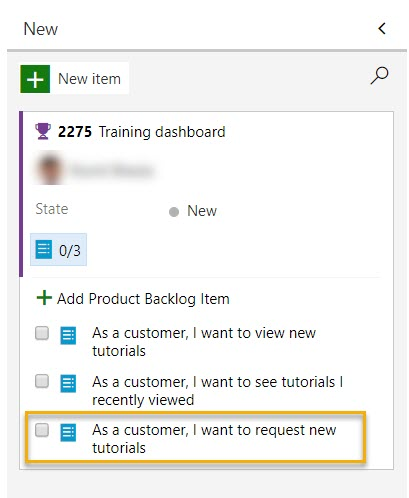 New
New item
2275 Training dashboard
State
New
0/3
Add Product Backlog Item
As a customer, I want to view new
tutorials
As a customer, I want to see tutorials I
recently viewed
As a customer, I want to request new
tutorials